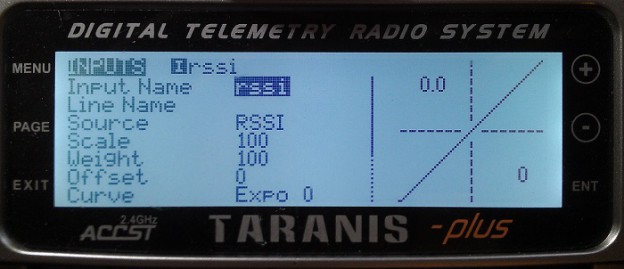 DIGITAL TELEMETRY RADIO SYSTEM
MENU
INPUTS Irssi
+
Input Name rssi 0.0
Line Name
PAGE
Source RSSI
-
Scale 100
Weight 100
EXIT
Offset 0 0
ENT
Curve Expo 0
2.4GHz
ACCST TARANIS -plus